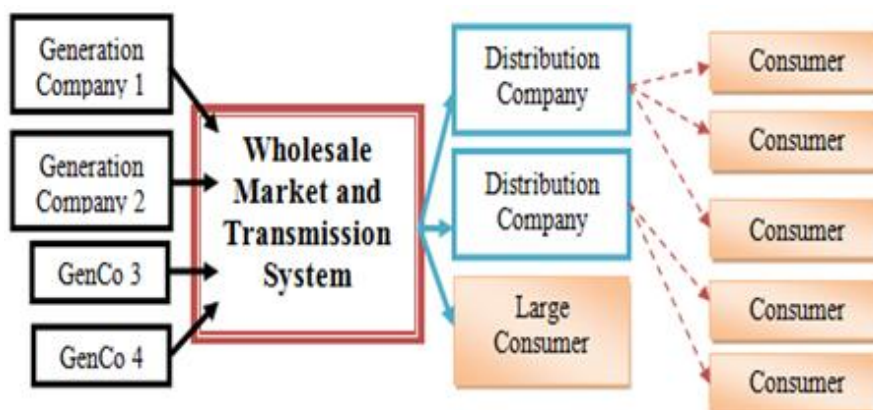 Generation
Company 1
Generation
Company 2
GenCo 3
GenCo 4
Wholesale
Market and
Transmission
System
Distribution
Company
Distribution
Company
Large
Consumer
Consumer
Consumer
Consumer
Consumer
Consumer